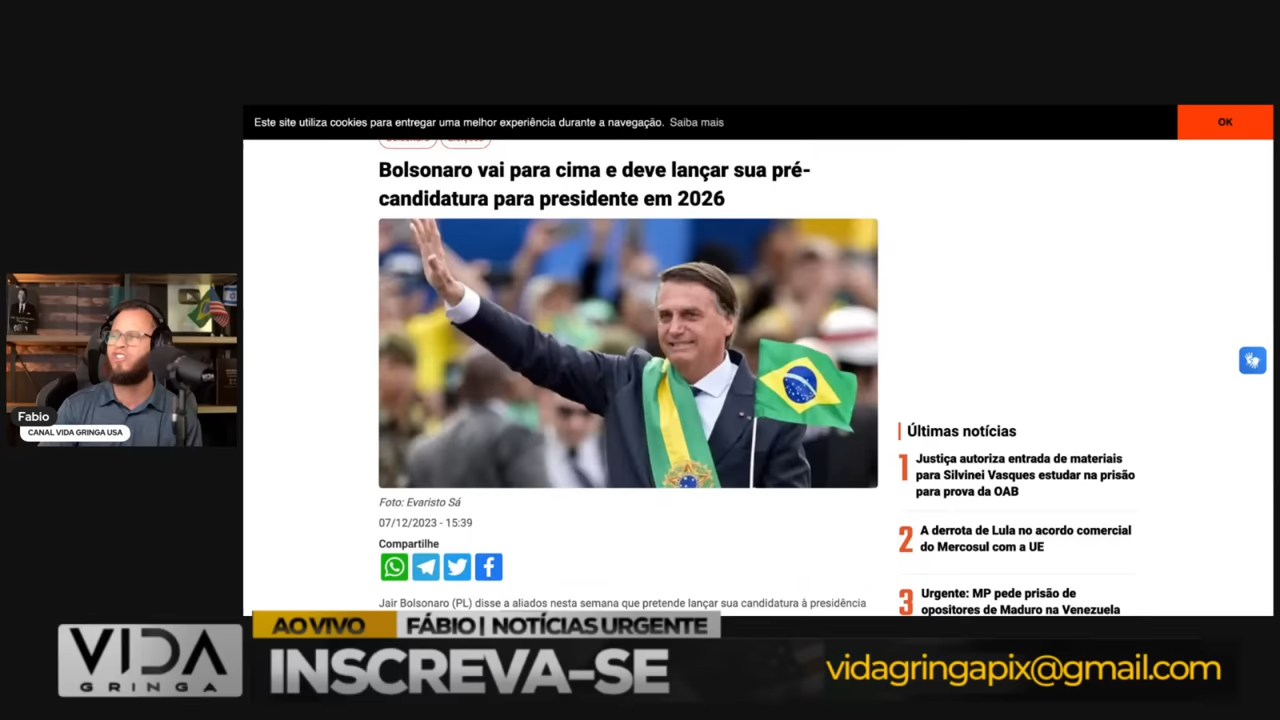 Este site utiliza cookies para entregar uma melhor experiência durante a navegação. Saiba mais
OK
Bolsonaro vai para cima e deve lançar sua pré-
candidatura para presidente em 2026
Foto: Evaristo Sá
07/12/2023 - 15:39
Compartilhe
Jair Bolsonaro (PL) disse a aliados nesta semana que pretende lançar sua candidatura à presidência
Últimas notícias
1
Justiça autoriza entrada de materiais
para Silvinei Vasques estudar na prisão
para prova da OAB
2
A derrota de Lula no acordo comercial
do Mercosul com a UE
3
Urgente: MP pede prisão de
opositores de Maduro na Venezuela
Fabio
CANAL VIDA GRINGA USA
AO VIVO
FÁBIO | NOTÍCIAS URGENTE
VIDA
GRINGA
INSCREVA-SE
vidagringapix@gmail.com